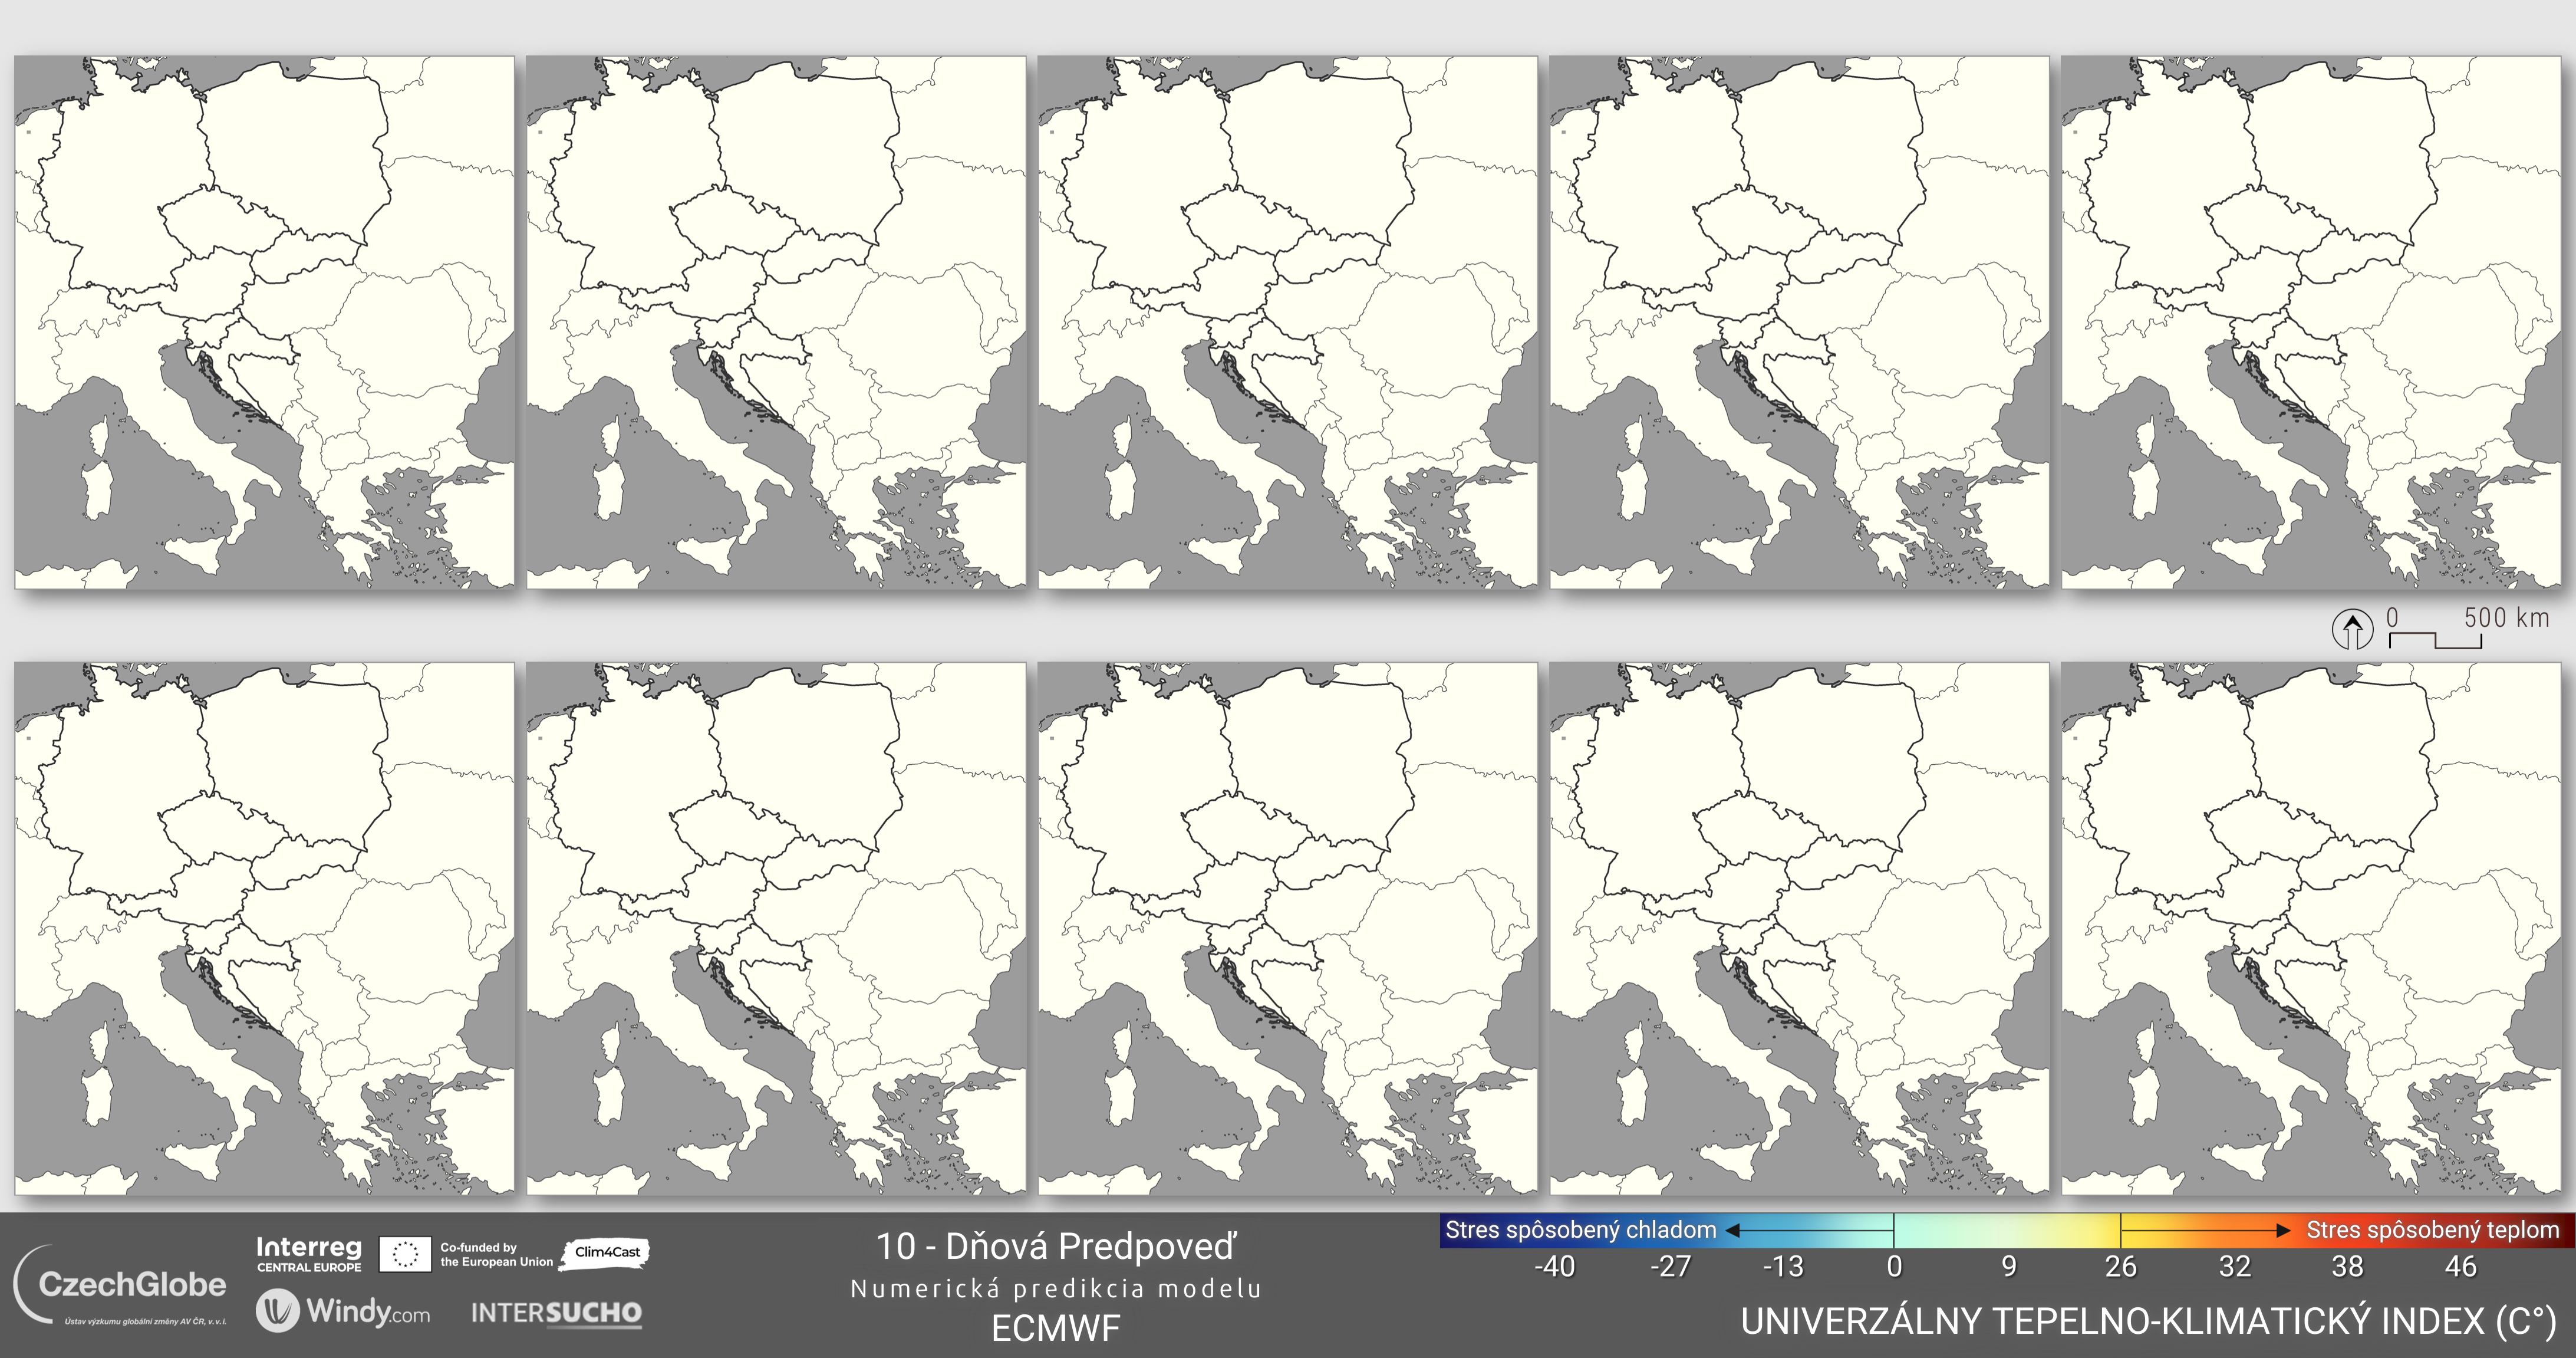 0 500 km
Interreg
CENTRAL EUROPE
Co-funded by
the European Union
Clim4Cast
CzechGlobe
Ústav výzkumu globální změny AV ČR, v. v. i.
Windy.com
INTERSUCHO
10 - Dňová Predpoveď
Numerická predikcia modelu
ECMWF
Stres spôsobený chladom
Stres spôsobený teplom
-40 -27 -13 0 9 26 32 38 46
UNIVERZÁLNY TEPELNO-KLIMATICKÝ INDEX (C°)